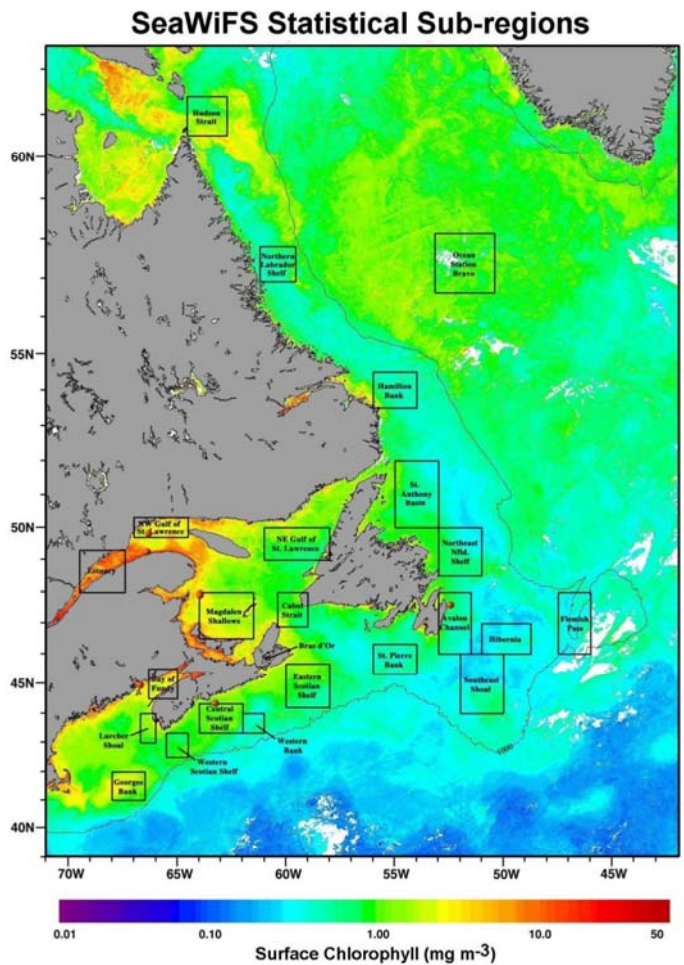 SeaWiFS Statistical Sub-regions
Hudson
Strait
60N
Northern
Labrador
Shelf
Ocean
Station
Bravo
55N
Hamilton
Bank
St.
Anthony
Basin
50N
NW Gulf of
St. Lawrence
NE Gulf
of St. Lawrence
Northeast
Nfld.
Shelf
Estuary
Magdalen
Shallows
Cabot
Strait
Avalon
Channel
Hibernia
Flemish
Pass
Bras d'Or
St. Pierre
Bank
45N
Bay of
Fundy
Eastern
Scotian
Shelf
Southeast
Shoal
Central
Scotian
Shelf
Lurcher
Shoal
Western
Bank
Western
Scotian Shelf
1000
Georges
Bank
40N
70W 65W 60W 55W 50W 45W
0.01 0.10 1.00 10.0 50
Surface Chlorophyll (mg m-3)